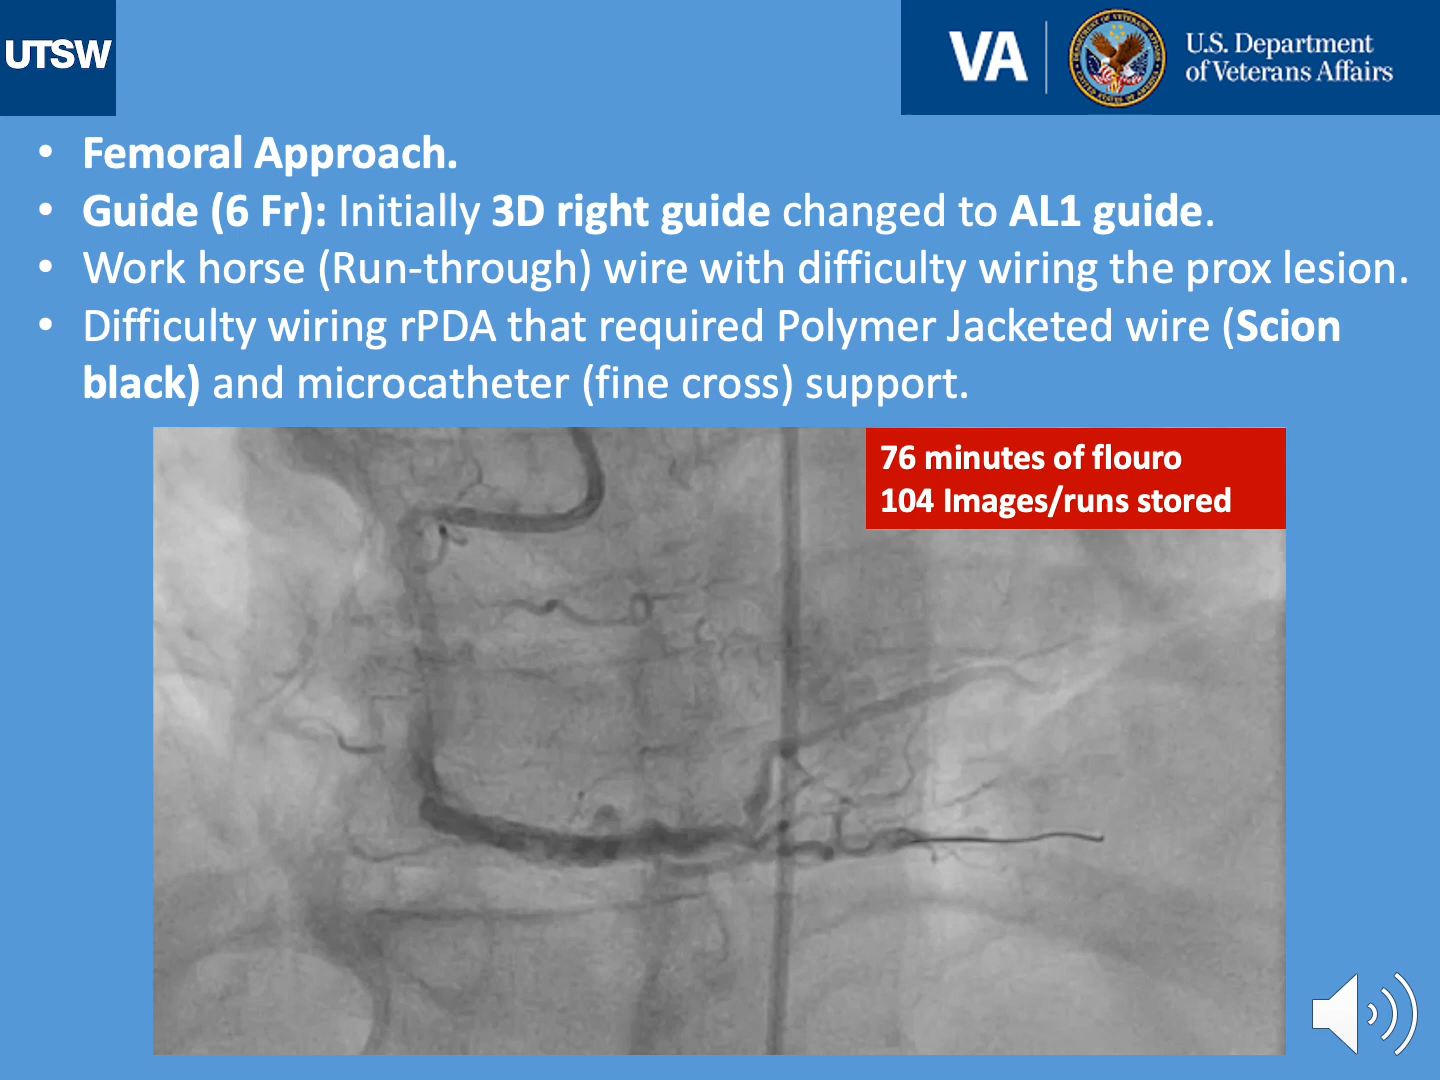 UTSW
VA
U.S. Department
of Veterans Affairs
• Femoral Approach.
• Guide (6 Fr): Initially 3D right guide changed to AL1 guide.
• Work horse (Run-through) wire with difficulty wiring the prox lesion.
• Difficulty wiring rPDA that required Polymer Jacketed wire (Scion
black) and microcatheter (fine cross) support.
76 minutes of flouro
104 Images/runs stored